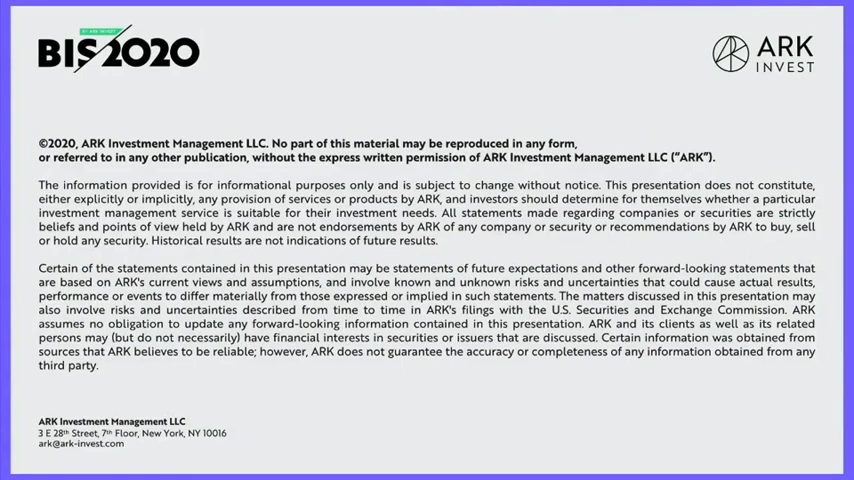 BY ARK INVEST
BIS/2020
ARK
INVEST
©2020, ARK Investment Management LLC. No part of this material may be reproduced in any form,
or referred to in any other publication, without the express written permission of ARK Investment Management LLC (“ARK”).
The information provided is for informational purposes only and is subject to change without notice. This presentation does not constitute,
either explicitly or implicitly, any provision of services or products by ARK, and investors should determine for themselves whether a particular
investment management service is suitable for their investment needs. All statements made regarding companies or securities are strictly
beliefs and points of view held by ARK and are not endorsements by ARK of any company or security or recommendations by ARK to buy, sell
or hold any security. Historical results are not indications of future results.
Certain of the statements contained in this presentation may be statements of future expectations and other forward-looking statements that
are based on ARK's current views and assumptions, and involve known and unknown risks and uncertainties that could cause actual results,
performance or events to differ materially from those expressed or implied in such statements. The matters discussed in this presentation may
also involve risks and uncertainties described from time to time in ARK's filings with the U.S. Securities and Exchange Commission. ARK
assumes no obligation to update any forward-looking information contained in this presentation. ARK and its clients as well as its related
persons may (but do not necessarily) have financial interests in securities or issuers that are discussed. Certain information was obtained from
sources that ARK believes to be reliable; however, ARK does not guarantee the accuracy or completeness of any information obtained from any
third party.
ARK Investment Management LLC
3 E 28th Street, 7th Floor, New York, NY 10016
ark@ark-invest.com